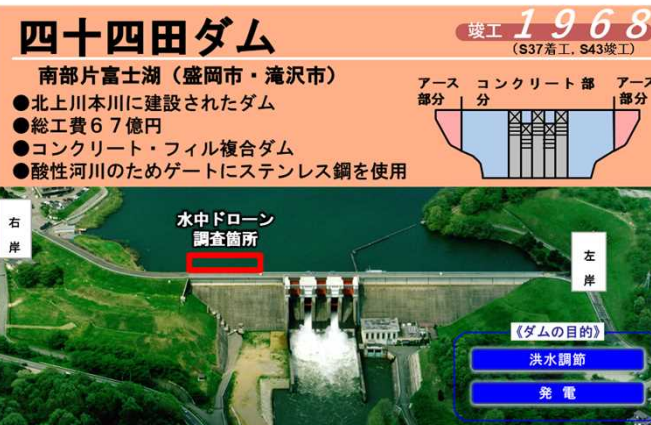 四十四田ダム
竣工 1968
(S37着工, S43竣工)
南部片富士湖（盛岡市・滝沢市）
●北上川本川に建設されたダム
●総工費６７億円
●コンクリート・フィル複合ダム
●酸性河川のためゲートにステンレス鋼を使用
アース部分
コンクリート部分
アース部分
右岸
水中ドローン
調査箇所
左岸
《ダムの目的》
洪水調節
発電